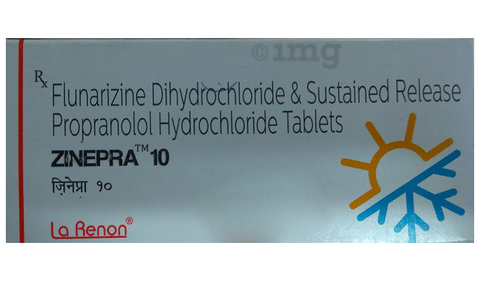 ©1mg
Rx Flunarizine Dihydrochloride & Sustained Release
Propranolol Hydrochloride Tablets
ZINEPRA™ 10
ज़िनेप्रा १०
La Renon®